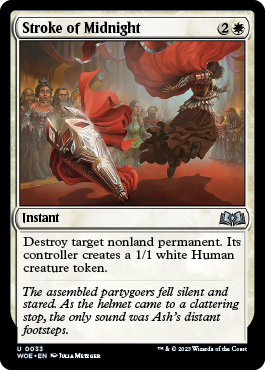 Stroke of Midnight 2
Instant
Destroy target nonland permanent. Its
controller creates a 1/1 white Human
creature token.
The assembled partygoers fell silent and
stared. As the helmet came to a clattering
stop, the only sound was Ash's distant
footsteps.
U 0033
WOE • EN Julia Metzger
™ & © 2023 Wizards of the Coast